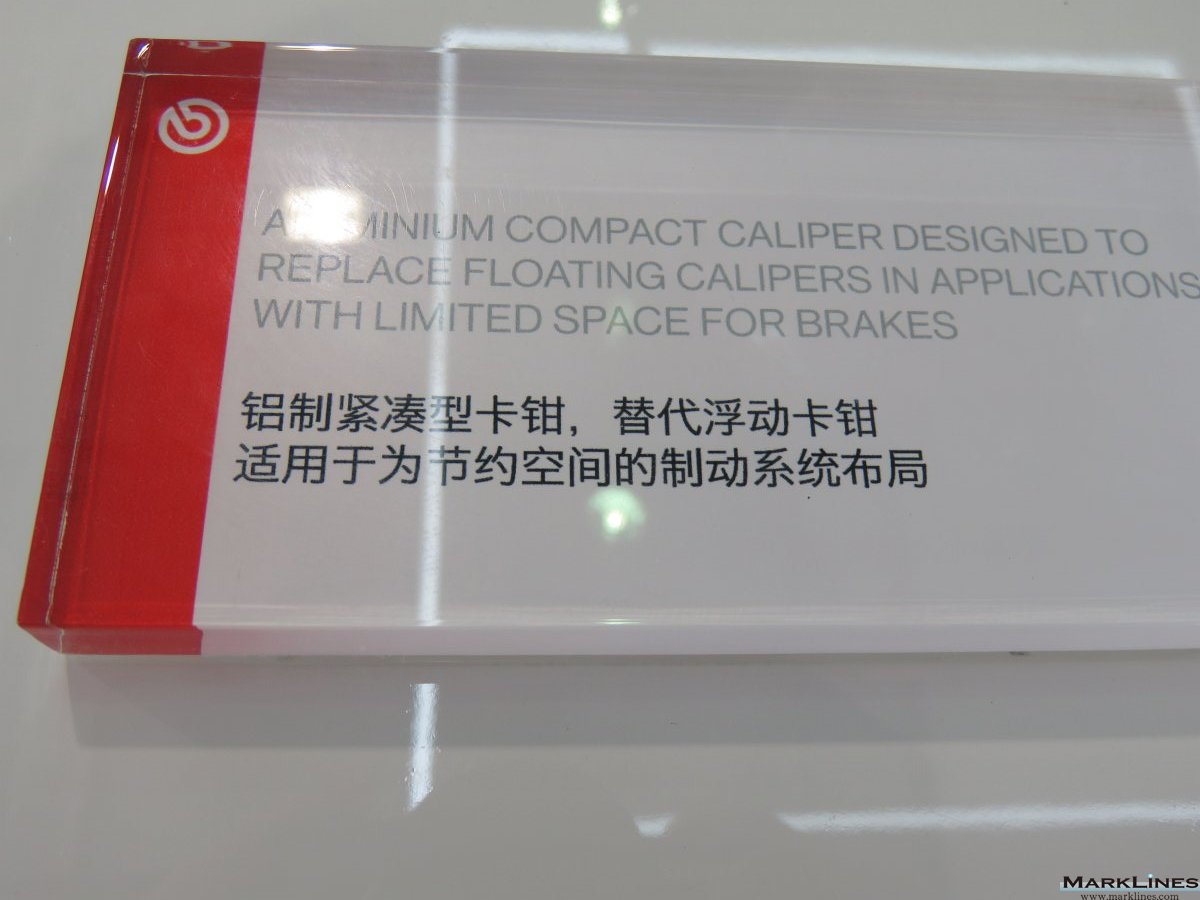 ALUMINIUM COMPACT CALIPER DESIGNED TO
REPLACE FLOATING CALIPERS IN APPLICATIONS
WITH LIMITED SPACE FOR BRAKES
铝制紧凑型卡钳，替代浮动卡钳
适用于为节约空间的制动系统布局
MARKLINES
www.marklines.com